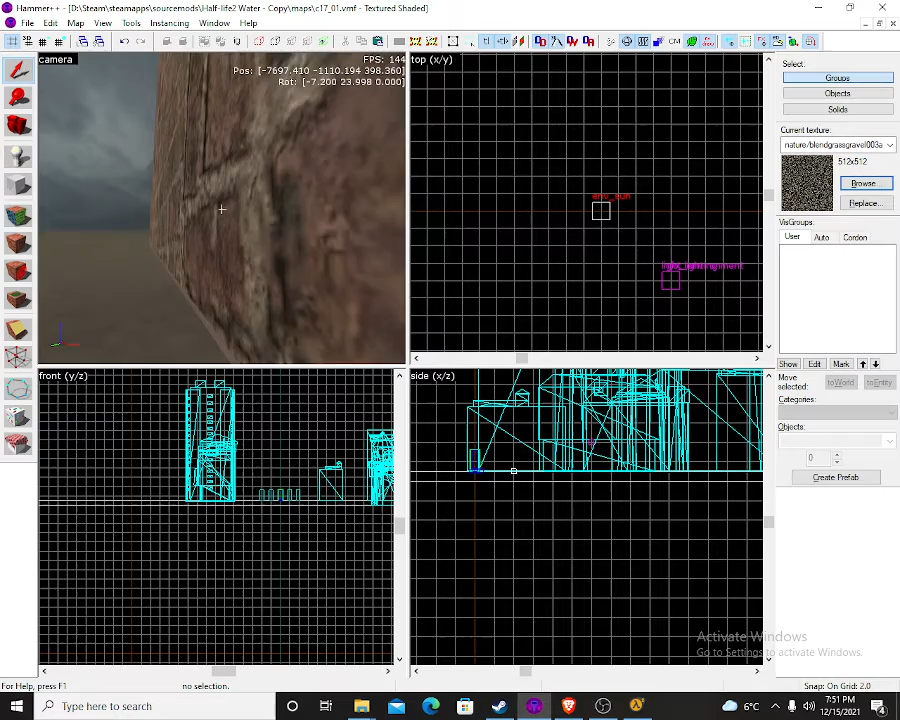 Hammer++ - [D:\Steam\steamapps\sourcemods\Half-life2 Water - Copy\maps\c17_01.vmf - Textured Shaded]
File Edit Map View Tools Instancing Window Help
camera
FPS: 144
Pos: [-7697.410 -1110.194 398.360]
Rot: [-7.200 23.998 0.000]
top (x/y)
env_sun
front (y/z)
side (x/z)
Select:
Groups
Objects
Solids
Current texture:
nature/blendgrassgravel003a
512x512
Browse...
Replace...
VisGroups:
User Auto Cordon
Show Edit Mark
Move selected:
toWorld toEntity
Categories:
Objects:
0
Create Prefab
Activate Windows
Go to Settings to activate Windows.
For Help, press F1
no selection.
Snap: On Grid: 2.0
Type here to search
6°C
7:51 PM
12/15/2021
4